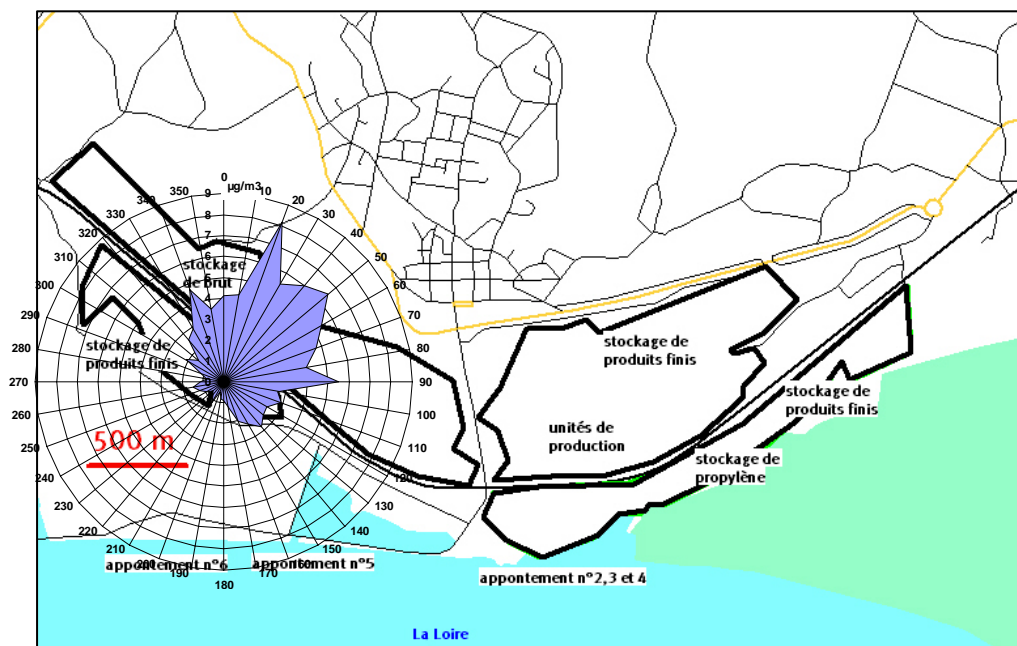 0
µg/m3
350
10
340
20
330
30
320
40
310
50
300
60
290
70
280
80
270
90
260
100
250
110
240
120
230
130
220
140
210
150
200
160
190
170
180
9
8
7
6
5
4
3
2
1
0
stockage
de brut
stockage de
produits finis
500 m
stockage de
produits finis
unités de
production
stockage de
produits finis
stockage de
propylène
appontement n°6
appontement n°5
appontement n°2,3 et 4
La Loire